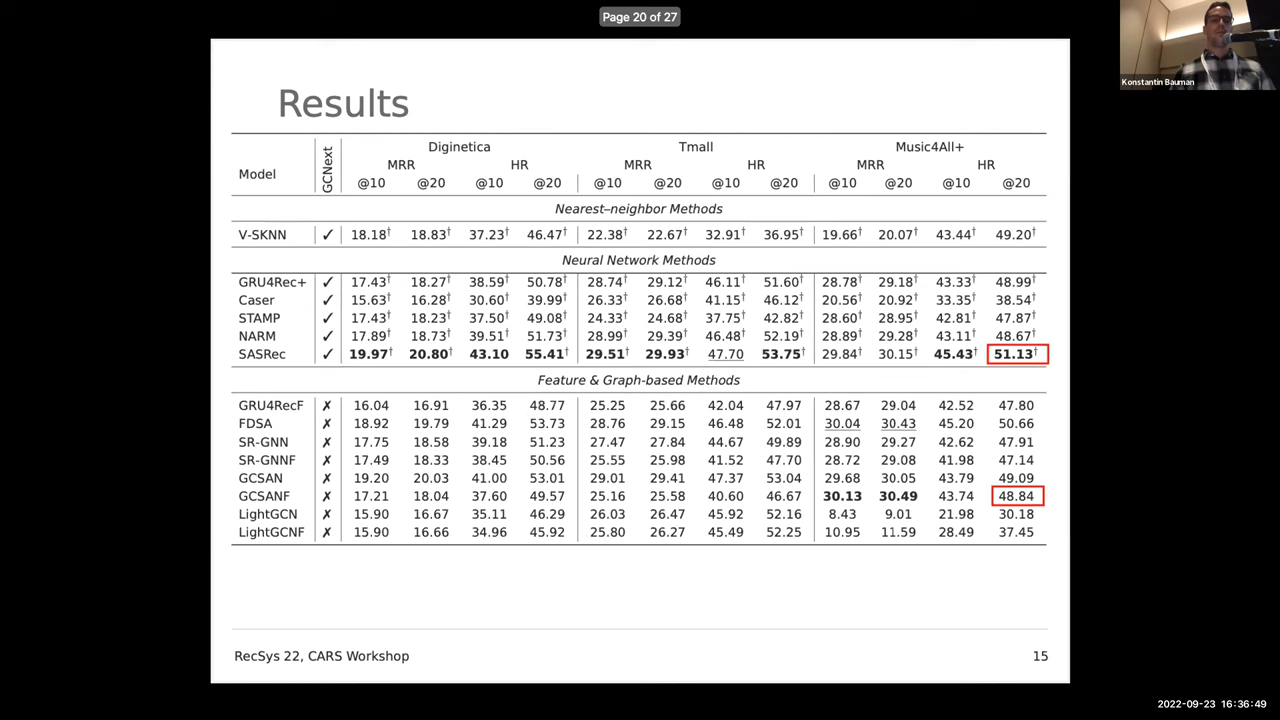 Page 20 of 27
Konstantin Bauman
Results
Model GCNext Diginetica Tmall Music4All+
MRR HR MRR HR MRR HR
@10 @20 @10 @20 @10 @20 @10 @20 @10 @20 @10 @20
Nearest–neighbor Methods
V-SKNN ✓ 18.18† 18.83† 37.23† 46.47† 22.38† 22.67† 32.91† 36.95† 19.66† 20.07† 43.44† 49.20†
Neural Network Methods
GRU4Rec+ ✓ 17.43† 18.27† 38.59† 50.78† 28.74† 29.12† 46.11† 51.60† 28.78† 29.18† 43.33† 48.99†
Caser ✓ 15.63† 16.28† 30.60† 39.99† 26.33† 26.68† 41.15† 46.12† 20.56† 20.92† 33.35† 38.54†
STAMP ✓ 17.43† 18.23† 37.50† 49.08† 24.33† 24.68† 37.75† 42.82† 28.60† 28.95† 42.81† 47.87†
NARM ✓ 17.89† 18.73† 39.51† 51.73† 28.99† 29.39† 46.48† 52.19† 28.89† 29.28† 43.11† 48.67†
SASRec ✓ 19.97† 20.80† 43.10 55.41† 29.51† 29.93† 47.70 53.75† 29.84† 30.15† 45.43† 51.13†
Feature & Graph-based Methods
GRU4RecF ✗ 16.04 16.91 36.35 48.77 25.25 25.66 42.04 47.97 28.67 29.04 42.52 47.80
FDSA ✗ 18.92 19.79 41.29 53.73 28.76 29.15 46.48 52.01 30.04 30.43 45.20 50.66
SR-GNN ✗ 17.75 18.58 39.18 51.23 27.47 27.84 44.67 49.89 28.90 29.27 42.62 47.91
SR-GNNF ✗ 17.49 18.33 38.45 50.56 25.55 25.98 41.52 47.70 28.72 29.08 41.98 47.14
GCSAN ✗ 19.20 20.03 41.00 53.01 29.01 29.41 47.37 53.04 29.68 30.05 43.79 49.09
GCSANF ✗ 17.21 18.04 37.60 49.57 25.16 25.58 40.60 46.67 30.13 30.49 43.74 48.84
LightGCN ✗ 15.90 16.67 35.11 46.29 26.03 26.47 45.92 52.16 8.43 9.01 21.98 30.18
LightGCNF ✗ 15.90 16.66 34.96 45.92 25.80 26.27 45.49 52.25 10.95 11.59 28.49 37.45
RecSys 22, CARS Workshop 15
2022-09-23 16:36:49